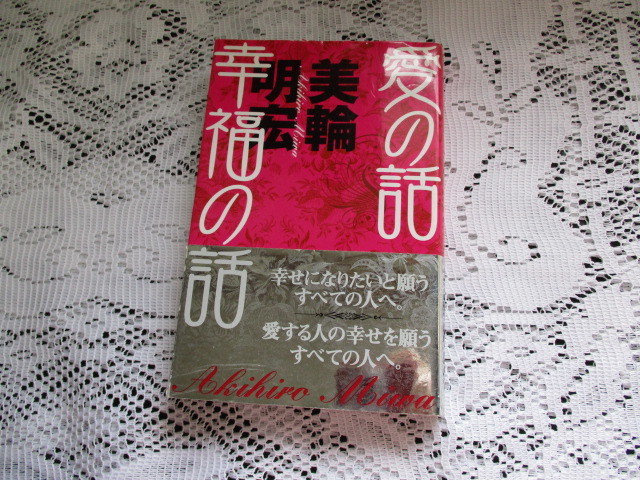 愛の話
幸福の話
美輪
明宏
Akihiro Miwa
幸せになりたいと願う
すべての人へ。
愛する人の幸せを願う
すべての人へ。
Akihiro Miwa